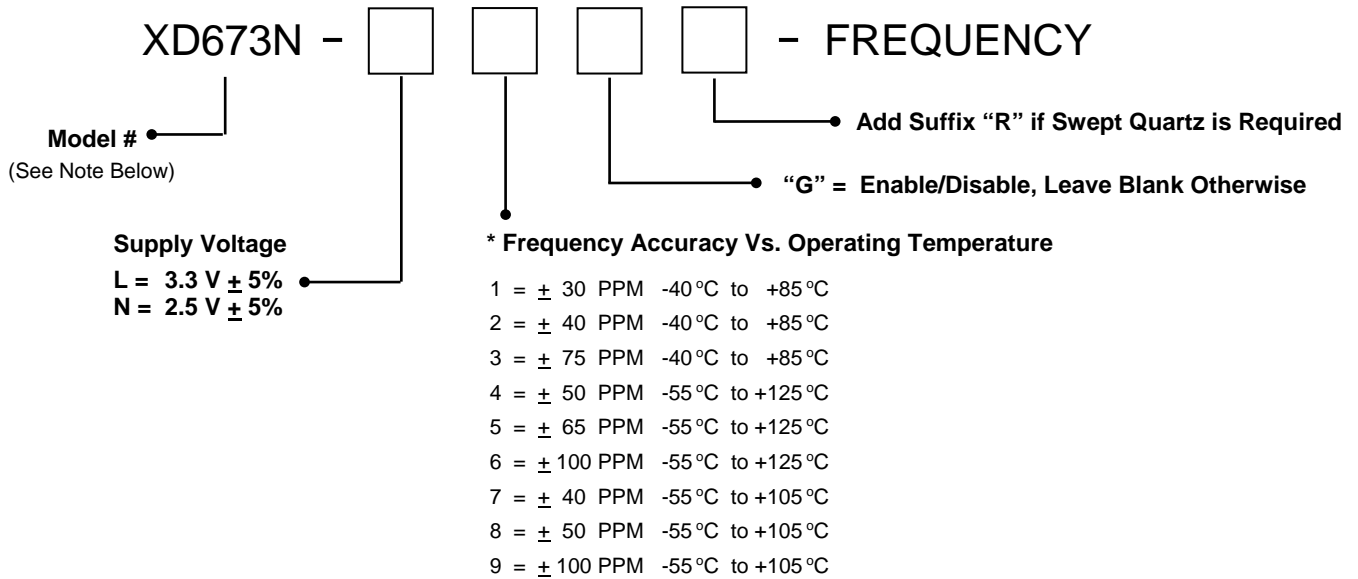 XD673N – – FREQUENCY
Add Suffix “R” if Swept Quartz is Required
Model #
(See Note Below)
“G” = Enable/Disable, Leave Blank Otherwise
Supply Voltage
L = 3.3 V ± 5%
N = 2.5 V ± 5%
* Frequency Accuracy Vs. Operating Temperature
1 = ± 30 PPM -40 °C to +85 °C
2 = ± 40 PPM -40 °C to +85 °C
3 = ± 75 PPM -40 °C to +85 °C
4 = ± 50 PPM -55 °C to +125 °C
5 = ± 65 PPM -55 °C to +125 °C
6 = ± 100 PPM -55 °C to +125 °C
7 = ± 40 PPM -55 °C to +105 °C
8 = ± 50 PPM -55 °C to +105 °C
9 = ± 100 PPM -55 °C to +105 °C